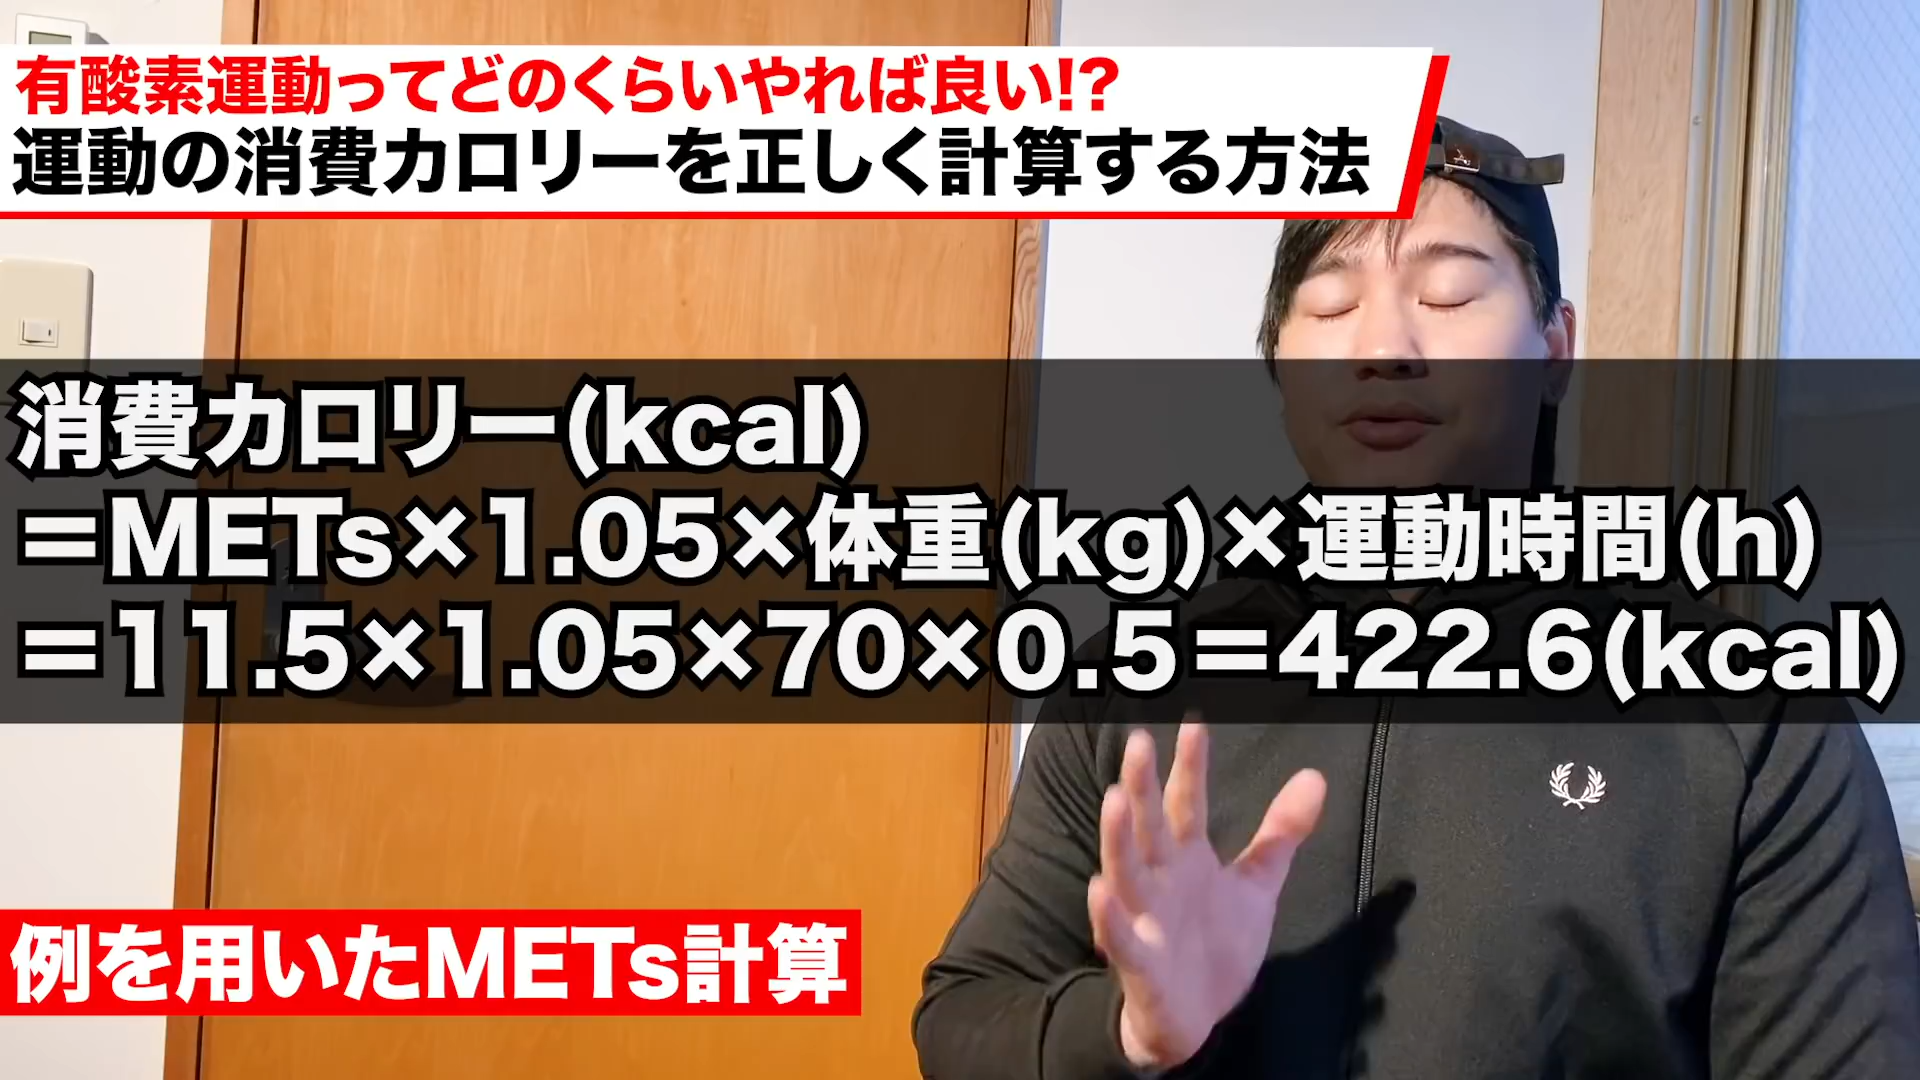 有酸素運動ってどのくらいやれば良い!?
運動の消費カロリーを正しく計算する方法
消費カロリー(kcal)
=METs×1.05×体重(kg)×運動時間(h)
=11.5×1.05×70×0.5=422.6(kcal)
例を用いたMETs計算